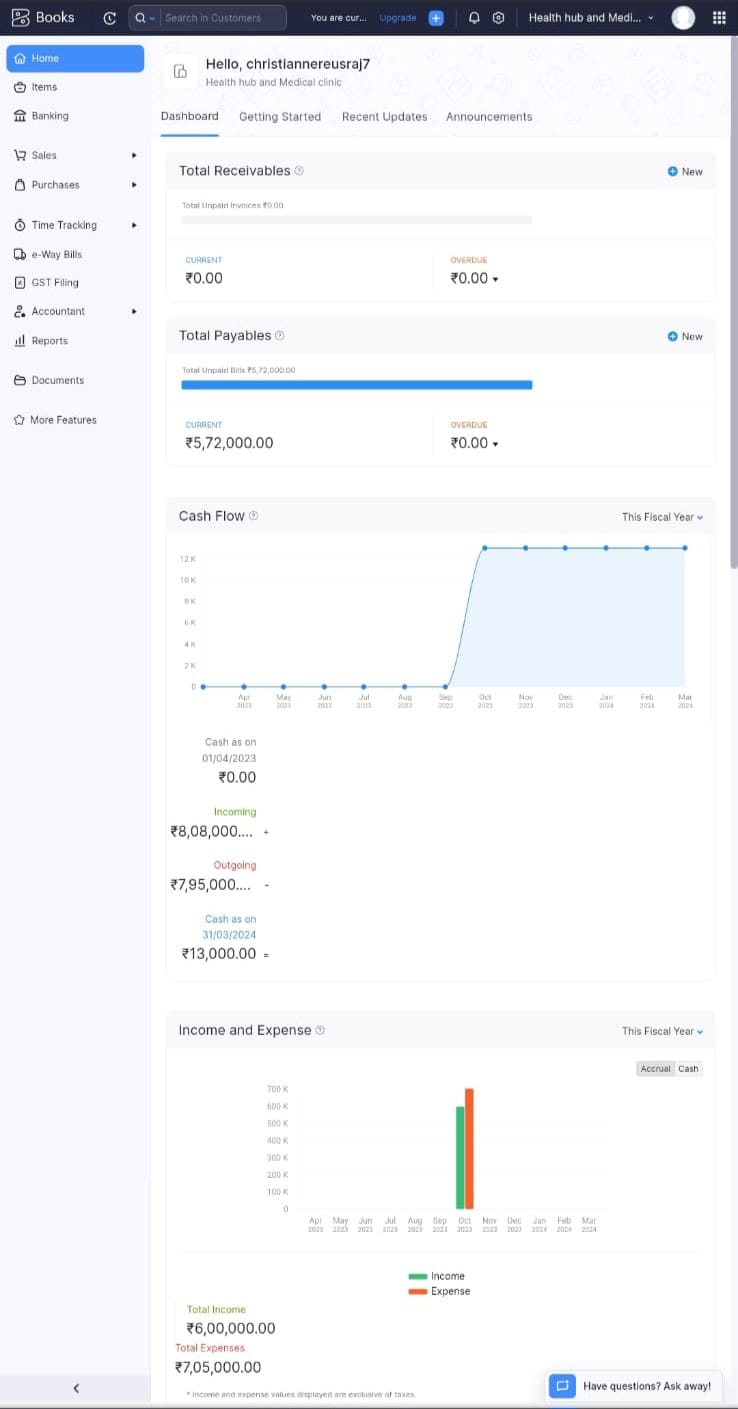 Books
Search in Customers
You are cur...
Upgrade
Health hub and Medi...
Home
Items
Banking
Sales
Purchases
Time Tracking
e-Way Bills
GST Filing
Accountant
Reports
Documents
More Features
Hello, christiannereusraj7
Health hub and Medical clinic
Dashboard Getting Started Recent Updates Announcements
Total Receivables
New
Total Unpaid Invoices ₹0.00
CURRENT OVERDUE
₹0.00 ₹0.00
Total Payables
New
Total Unpaid Bills ₹5,72,000.00
CURRENT OVERDUE
₹5,72,000.00 ₹0.00
Cash Flow
This Fiscal Year
12 K
10 K
8 K
6 K
4 K
2 K
0
Apr May Jun Jul Aug Sep Oct Nov Dec Jan Feb Mar
2023 2023 2023 2023 2023 2023 2023 2023 2023 2024 2024 2024
Cash as on
01/04/2023
₹0.00
Incoming
₹8,08,000.... +
Outgoing
₹7,95,000.... -
Cash as on
31/03/2024
₹13,000.00 =
Income and Expense
This Fiscal Year
Accrual Cash
700 K
600 K
500 K
400 K
300 K
200 K
100 K
0
Apr May Jun Jul Aug Sep Oct Nov Dec Jan Feb Mar
2023 2023 2023 2023 2023 2023 2023 2023 2023 2024 2024 2024
Income
Expense
Total Income
₹6,00,000.00
Total Expenses
₹7,05,000.00
* Income and expense values displayed are exclusive of taxes.
Have questions? Ask away!